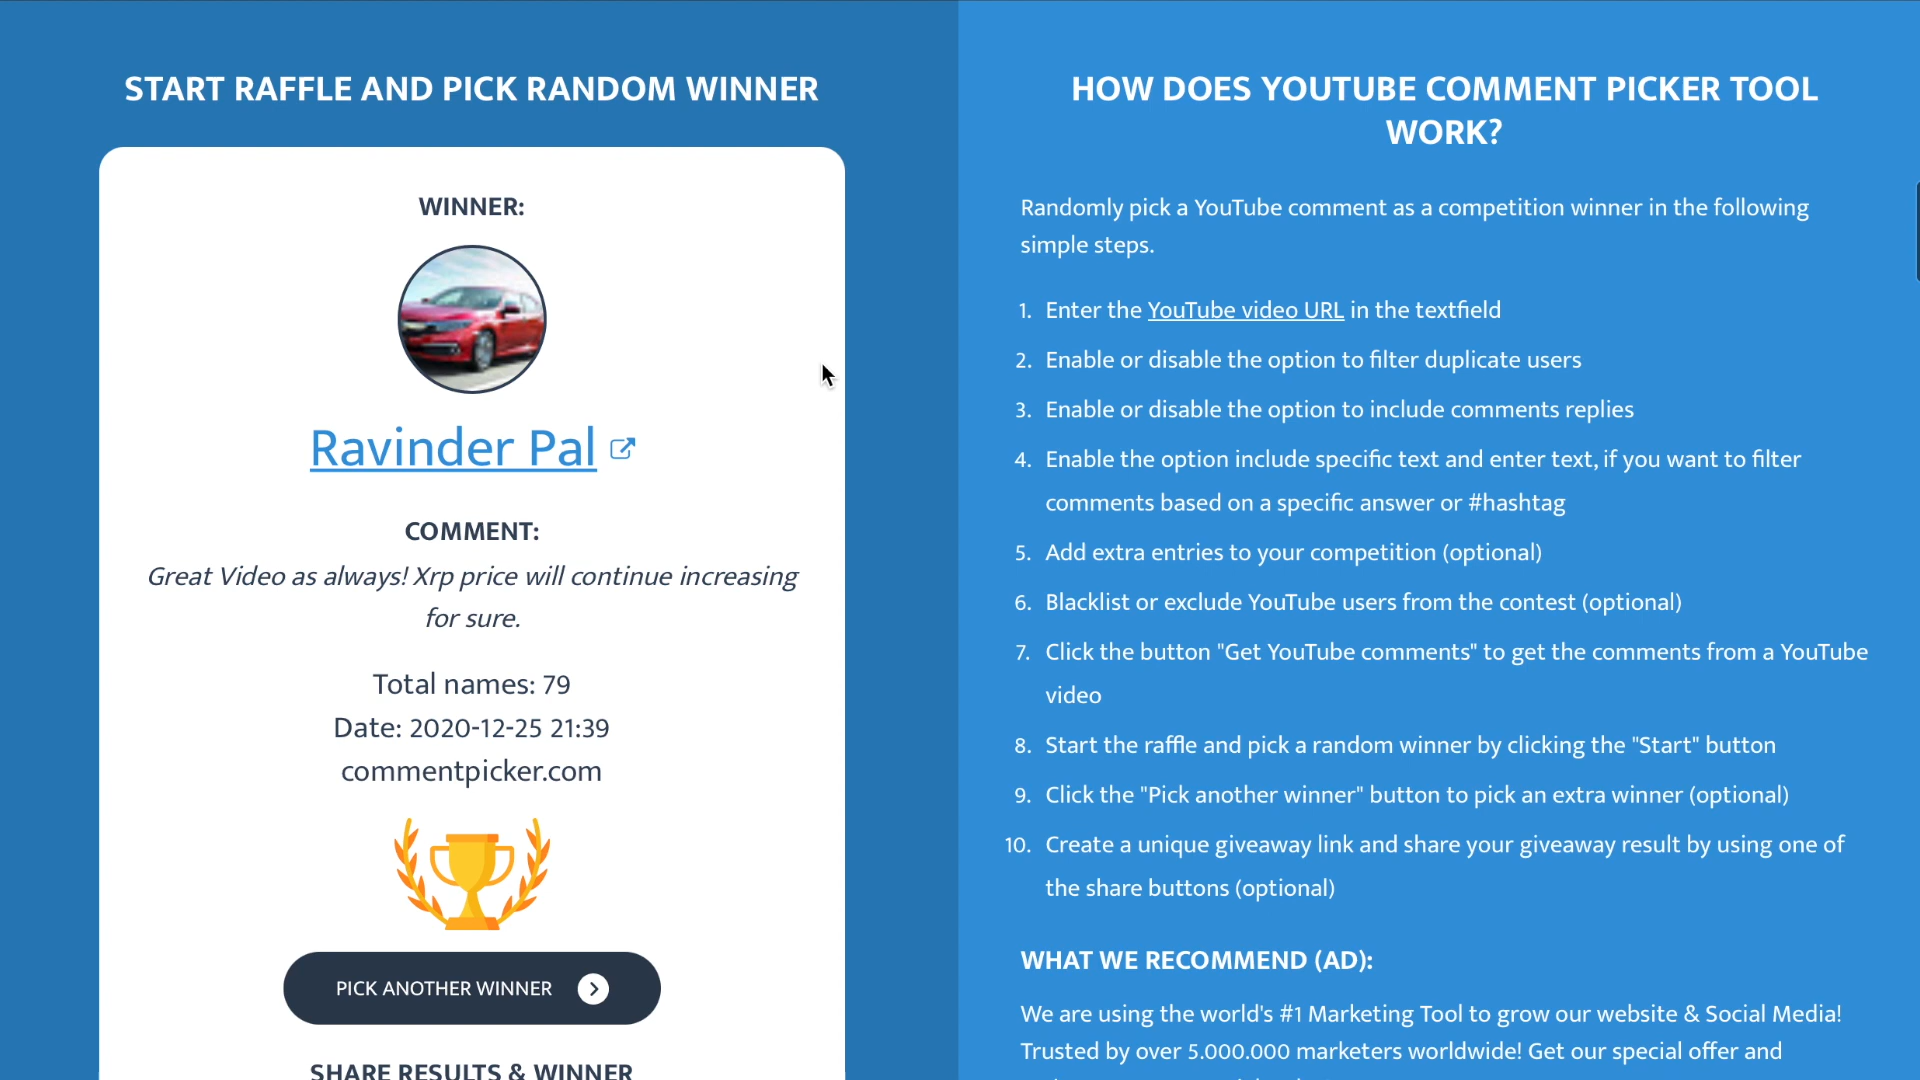 START RAFFLE AND PICK RANDOM WINNER
WINNER:
Ravinder Pal
COMMENT:
Great Video as always! Xrp price will continue increasing
for sure.
Total names: 79
Date: 2020-12-25 21:39
commentpicker.com
PICK ANOTHER WINNER
SHARE RESULTS & WINNER
HOW DOES YOUTUBE COMMENT PICKER TOOL
WORK?
Randomly pick a YouTube comment as a competition winner in the following
simple steps.
1. Enter the YouTube video URL in the textfield
2. Enable or disable the option to filter duplicate users
3. Enable or disable the option to include comments replies
4. Enable the option include specific text and enter text, if you want to filter
comments based on a specific answer or #hashtag
5. Add extra entries to your competition (optional)
6. Blacklist or exclude YouTube users from the contest (optional)
7. Click the button "Get YouTube comments" to get the comments from a YouTube
video
8. Start the raffle and pick a random winner by clicking the "Start" button
9. Click the "Pick another winner" button to pick an extra winner (optional)
10. Create a unique giveaway link and share your giveaway result by using one of
the share buttons (optional)
WHAT WE RECOMMEND (AD):
We are using the world's #1 Marketing Tool to grow our website & Social Media!
Trusted by over 5.000.000 marketers worldwide! Get our special offer and